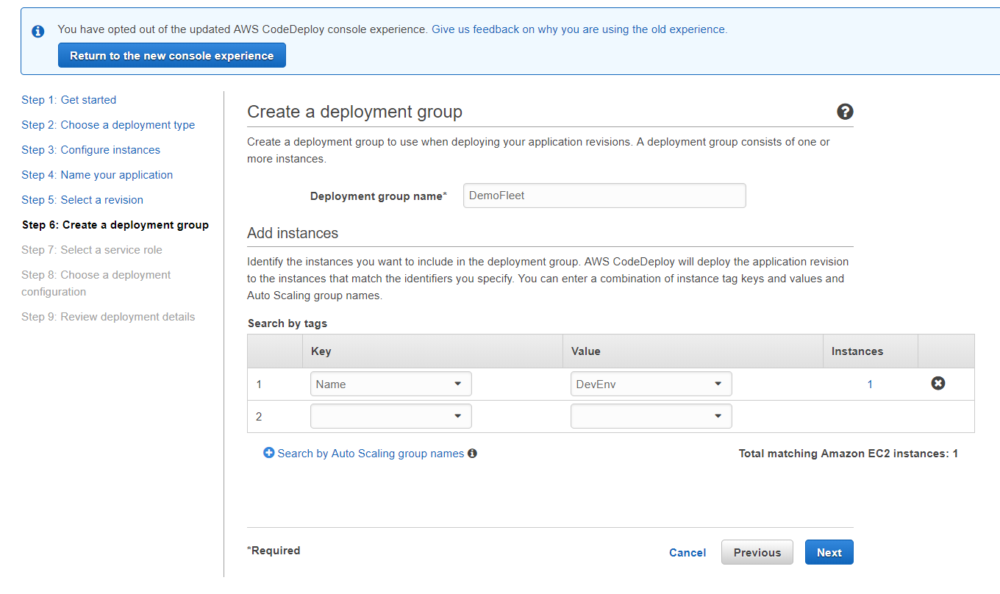 You have opted out of the updated AWS CodeDeploy console experience. Give us feedback on why you are using the old experience.
Return to the new console experience
Step 1: Get started
Step 2: Choose a deployment type
Step 3: Configure instances
Step 4: Name your application
Step 5: Select a revision
Step 6: Create a deployment group
Step 7: Select a service role
Step 8: Choose a deployment
configuration
Step 9: Review deployment details
Create a deployment group
Create a deployment group to use when deploying your application revisions. A deployment group consists of one or
more instances.
Deployment group name*
DemoFleet
Add instances
Identify the instances you want to include in the deployment group. AWS CodeDeploy will deploy the application revision
to the instances that match the identifiers you specify. You can enter a combination of instance tag keys and values and
Auto Scaling group names.
Search by tags
Key Value Instances
1 Name DevEnv 1
2
Search by Auto Scaling group names
Total matching Amazon EC2 instances: 1
*Required
Cancel Previous Next